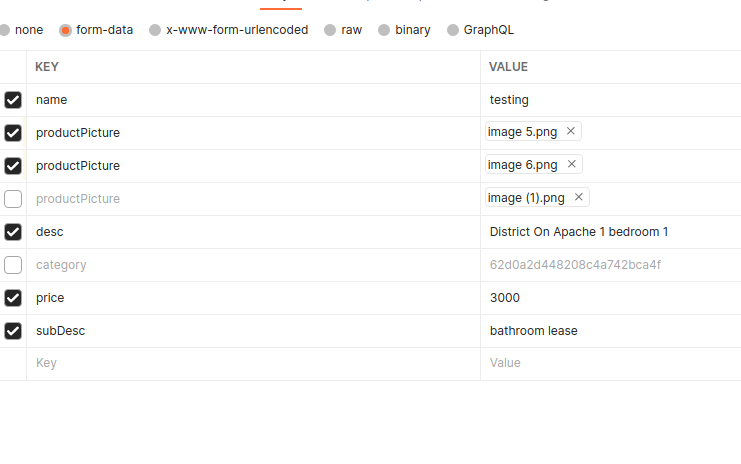 none form-data x-www-form-urlencoded raw binary GraphQL
KEY VALUE
name testing
productPicture image 5.png
productPicture image 6.png
productPicture image (1).png
desc District On Apache 1 bedroom 1
category 62d0a2d448208c4a742bca4f
price 3000
subDesc bathroom lease
Key Value